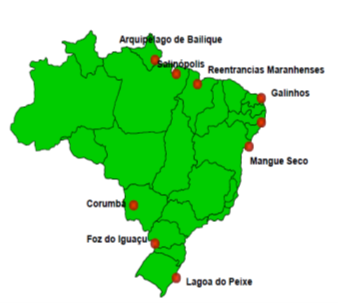 Arquipélago de Bailique
Salinópolis
Reentrancias Maranhenses
Galinhos
Mangue Seco
Corumbá
Foz do Iguaçu
Lagoa do Peixe